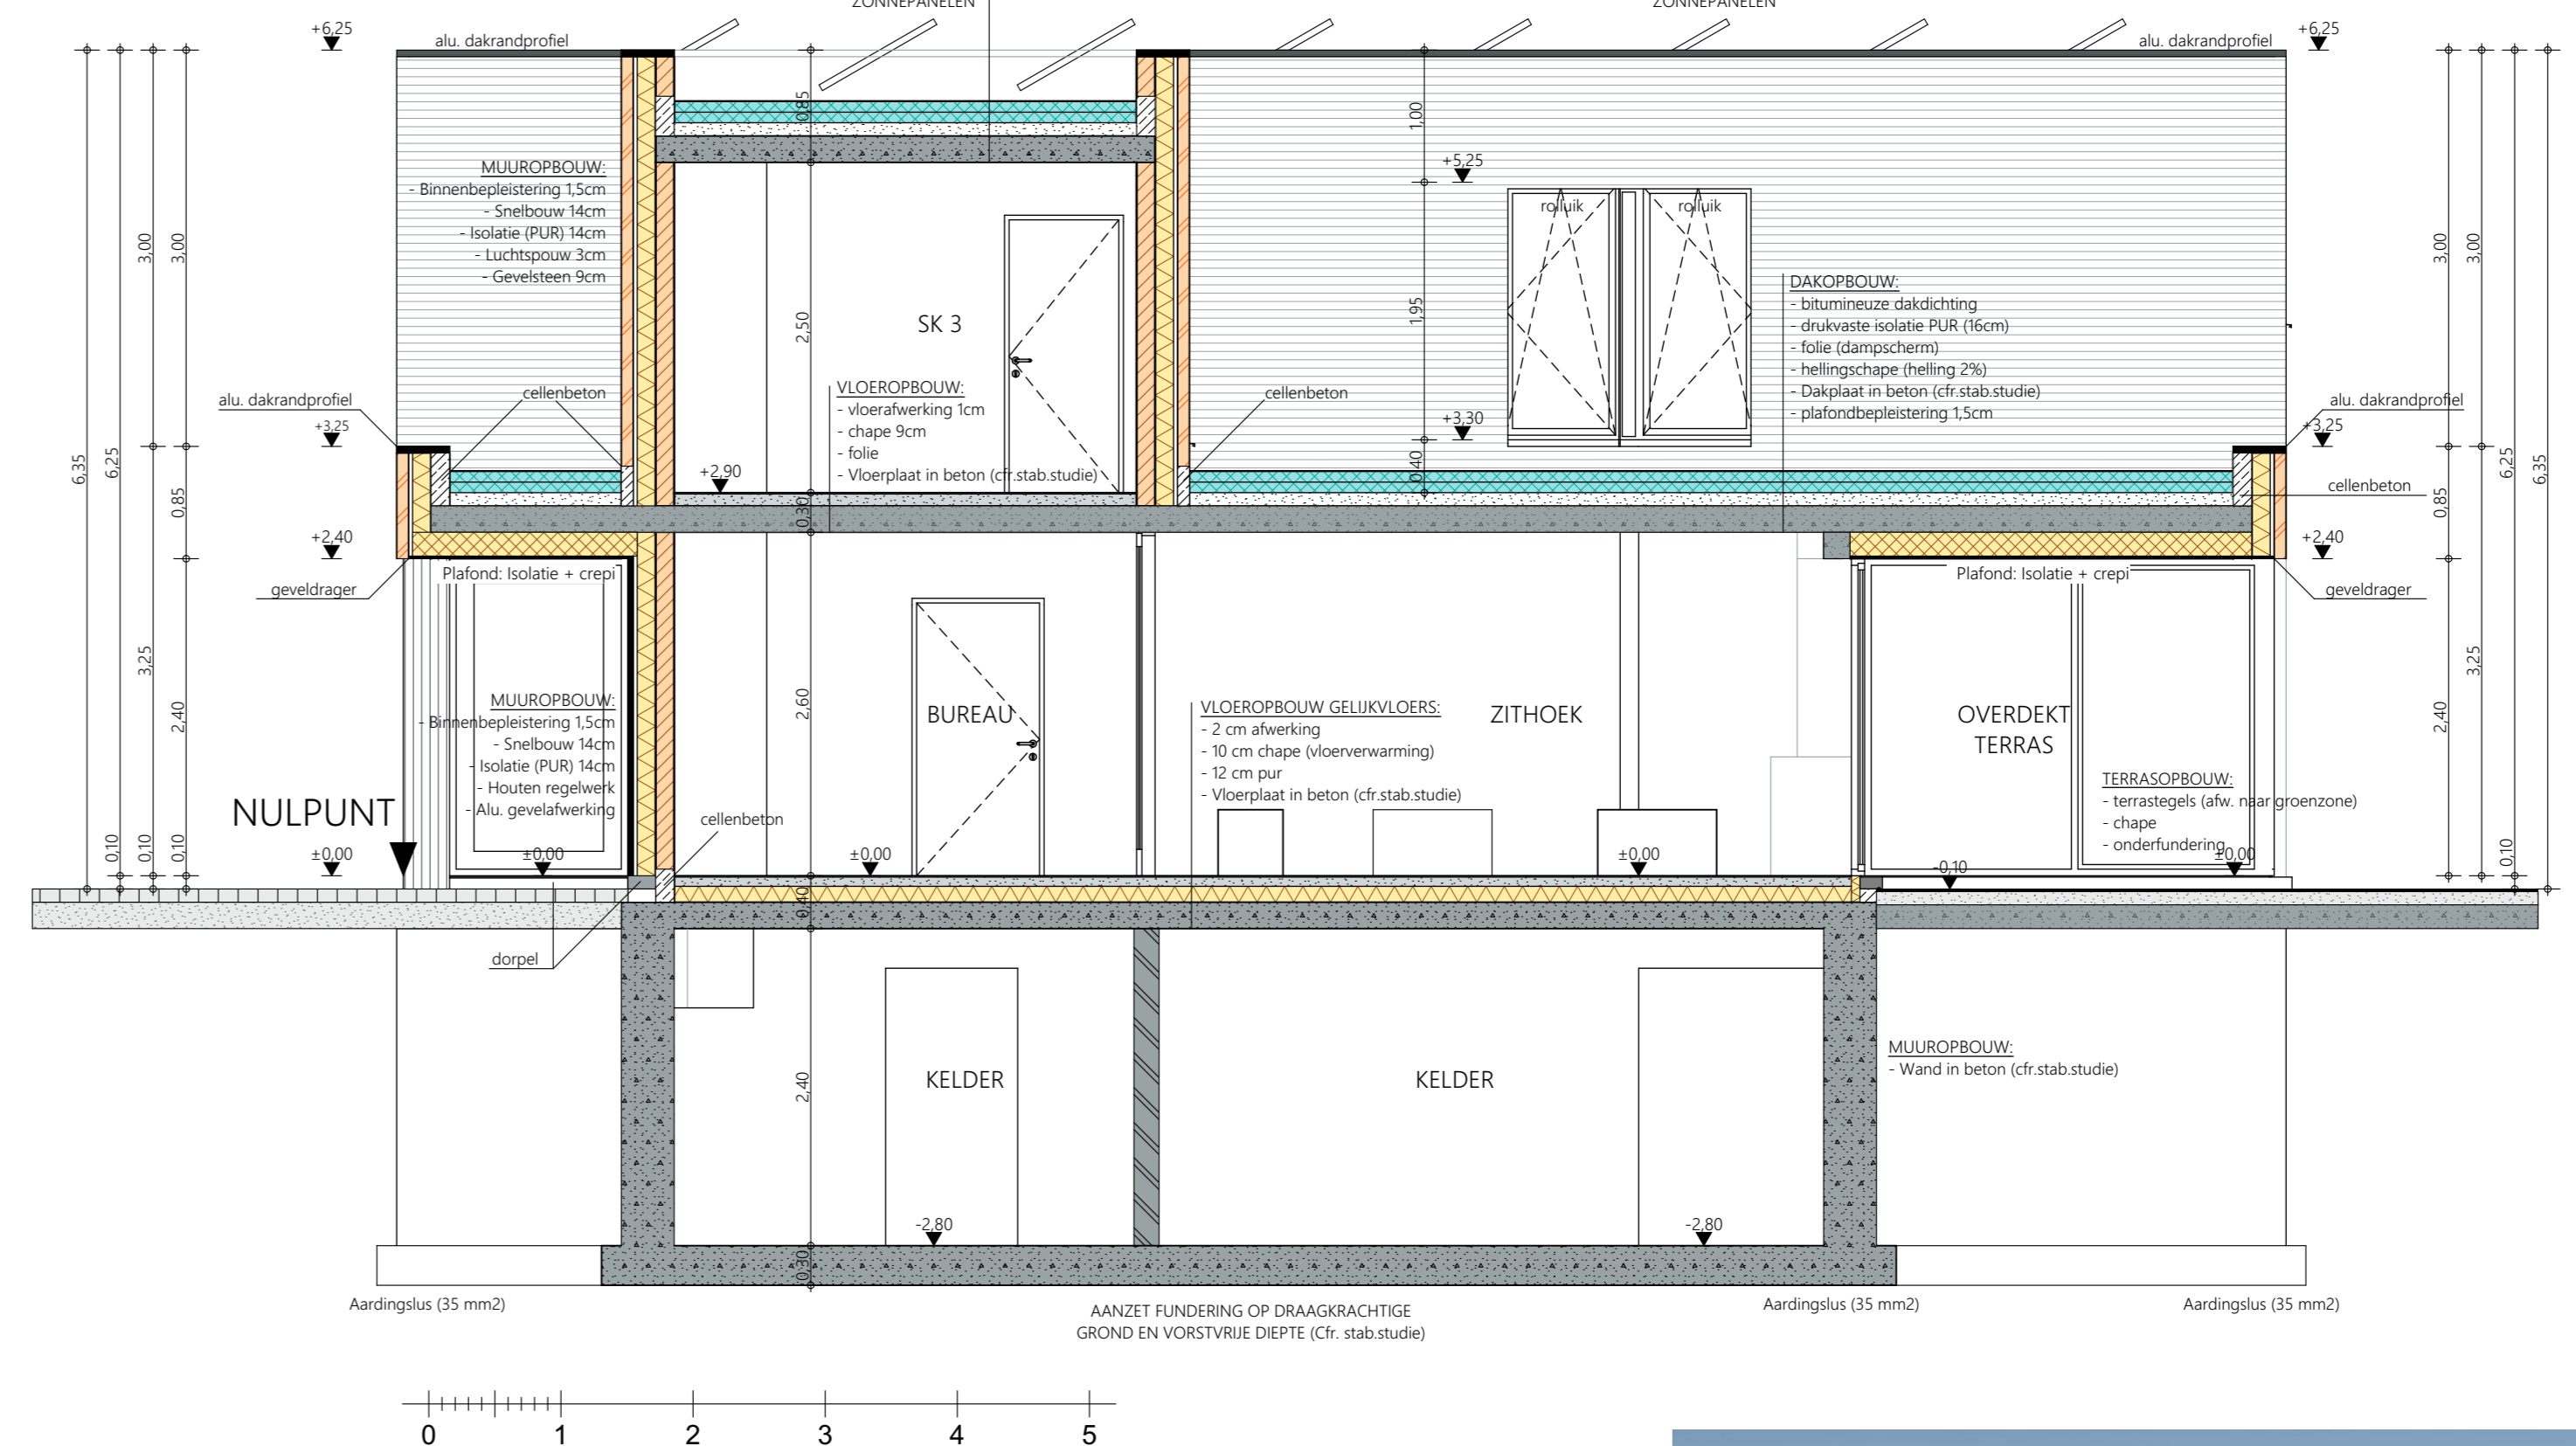 ZONNEPANELEN
ZONNEPANELEN
+6,25
alu. dakrandprofiel
alu. dakrandprofiel
+6,25
0,85
1,00
MUUROPBOUW:
- Binnenbepleistering 1,5cm
- Snelbouw 14cm
- Isolatie (PUR) 14cm
- Luchtspouw 3cm
- Gevelsteen 9cm
+5,25
rolluik
rolluik
3,00
3,00
3,00
3,00
SK 3
2,50
1,95
DAKOPBOUW:
- bitumineuze dakdichting
- drukvaste isolatie PUR (16cm)
- folie (dampscherm)
- hellingschape (helling 2%)
- Dakplaat in beton (cfr.stab.studie)
- plafondbepleistering 1,5cm
VLOEROPBOUW:
- vloerafwerking 1cm
- chape 9cm
- folie
- Vloerplaat in beton (cfr.stab.studie)
alu. dakrandprofiel
cellenbeton
cellenbeton
alu. dakrandprofiel
+3,25
+3,30
+3,25
6,35
6,25
+2,90
0,40
6,25
6,35
cellenbeton
0,85
0,30
0,85
+2,40
+2,40
Plafond: Isolatie + crepi
Plafond: Isolatie + crepi
geveldrager
geveldrager
3,25
2,40
2,60
3,25
2,40
MUUROPBOUW:
- Binnenbepleistering 1,5cm
- Snelbouw 14cm
- Isolatie (PUR) 14cm
- Houten regelwerk
- Alu. gevelafwerking
BUREAU
VLOEROPBOUW GELIJKVLOERS:
- 2 cm afwerking
- 10 cm chape (vloerverwarming)
- 12 cm pur
- Vloerplaat in beton (cfr.stab.studie)
ZITHOEK
OVERDEKT
TERRAS
TERRASOPBOUW:
- terrastegels (afw. naar groenzone)
- chape
- onderfundering
NULPUNT
cellenbeton
0,10
0,10
0,10
±0,00
±0,00
±0,00
±0,00
-0,10
±0,00
0,10
0,40
dorpel
MUUROPBOUW:
- Wand in beton (cfr.stab.studie)
2,40
KELDER
KELDER
-2,80
-2,80
0,30
Aardingslus (35 mm2)
AANZET FUNDERING OP DRAAGKRACHTIGE
GROND EN VORSTVRIJE DIEPTE (Cfr. stab.studie)
Aardingslus (35 mm2)
Aardingslus (35 mm2)
0 1 2 3 4 5